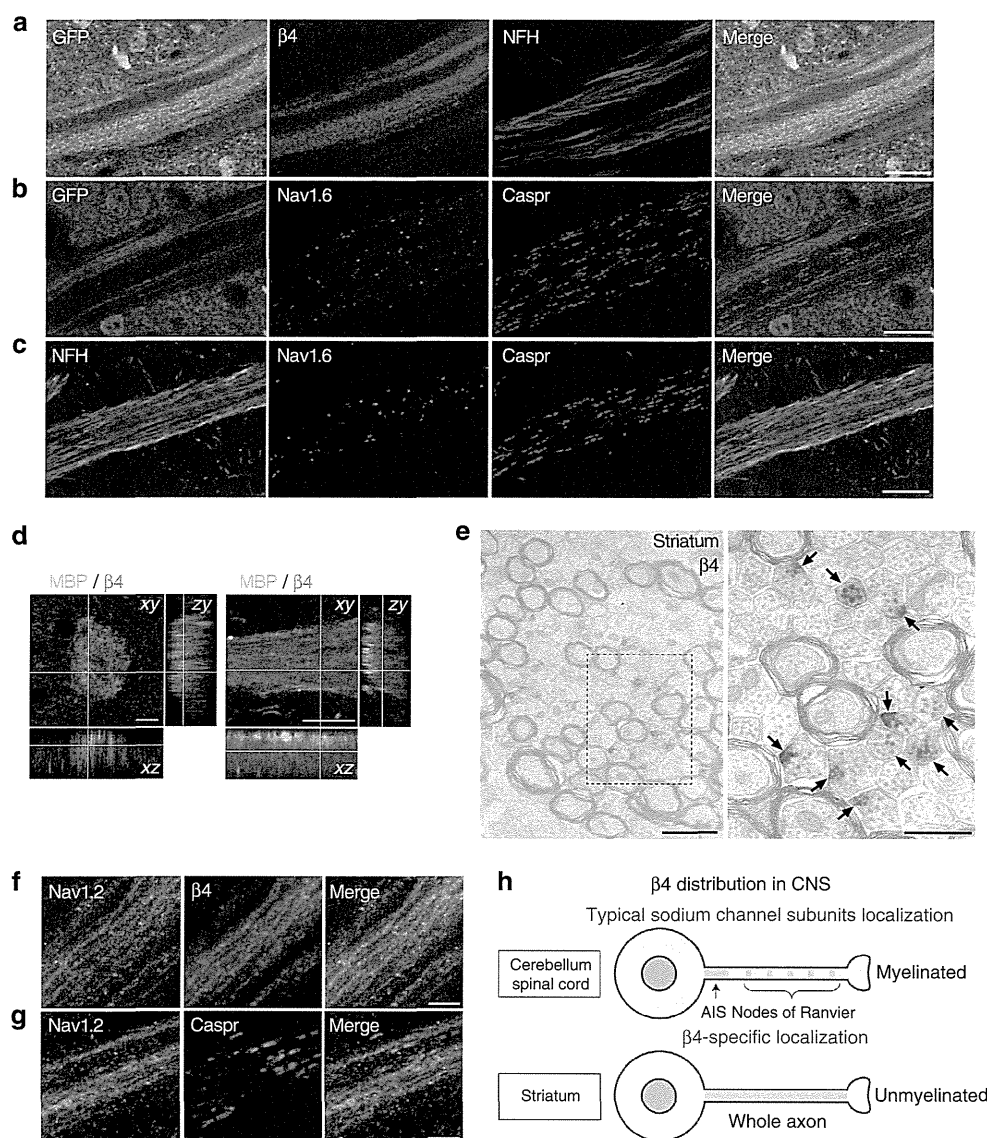 a
GFP
β4
NFH
Merge
b
GFP
Nav1.6
Caspr
Merge
c
NFH
Nav1.6
Caspr
Merge
d
MBP / β4
xy
zy
xz
MBP / β4
xy
zy
xz
e
Striatum
β4
f
Nav1.2
β4
Merge
g
Nav1.2
Caspr
Merge
h
β4 distribution in CNS
Typical sodium channel subunits localization
Cerebellum
spinal cord
Myelinated
AIS Nodes of Ranvier
β4-specific localization
Striatum
Unmyelinated
Whole axon